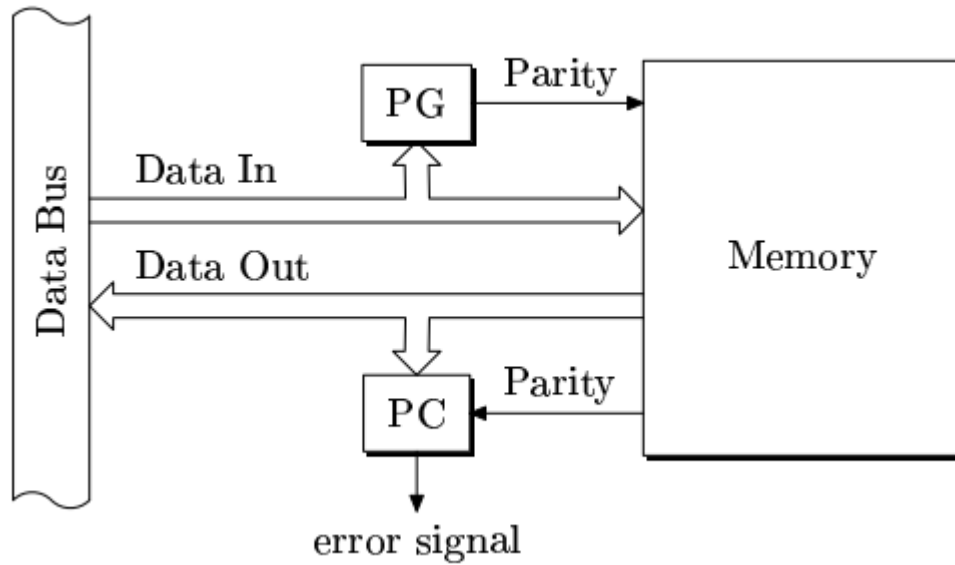 Parity
PG
Data In
Data Bus
Memory
Data Out
Parity
PC
error signal